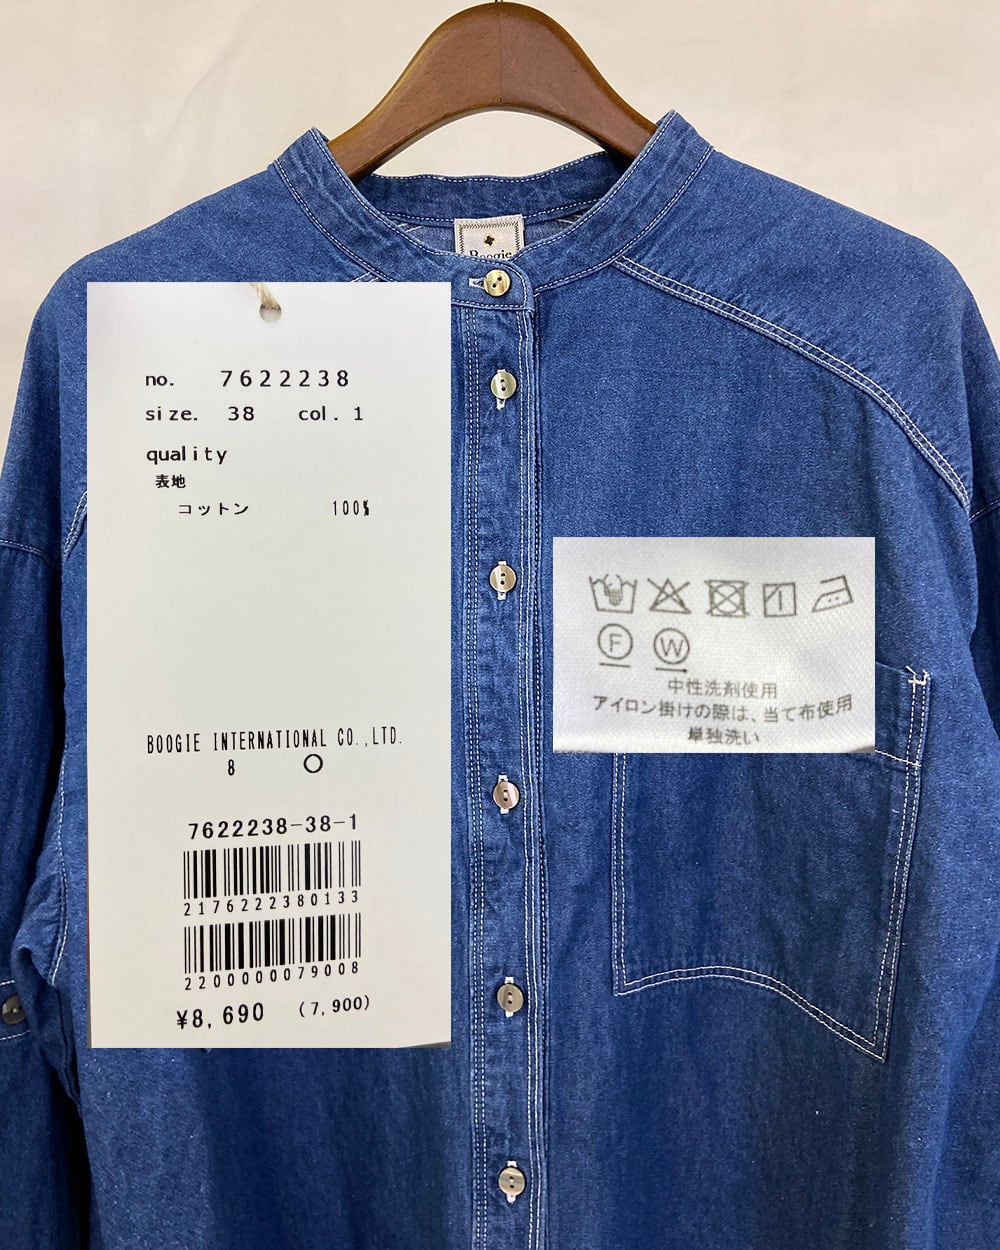 Boogie
no. 7622238
size. 38 col. 1
quality
表地
コットン 100%
BOOGIE INTERNATIONAL CO.,LTD.
8 ○
7622238-38-1
2176222380133
2200000079008
¥8,690 (7,900)
F W
中性洗剤使用
アイロン掛けの際は、当て布使用
単独洗い